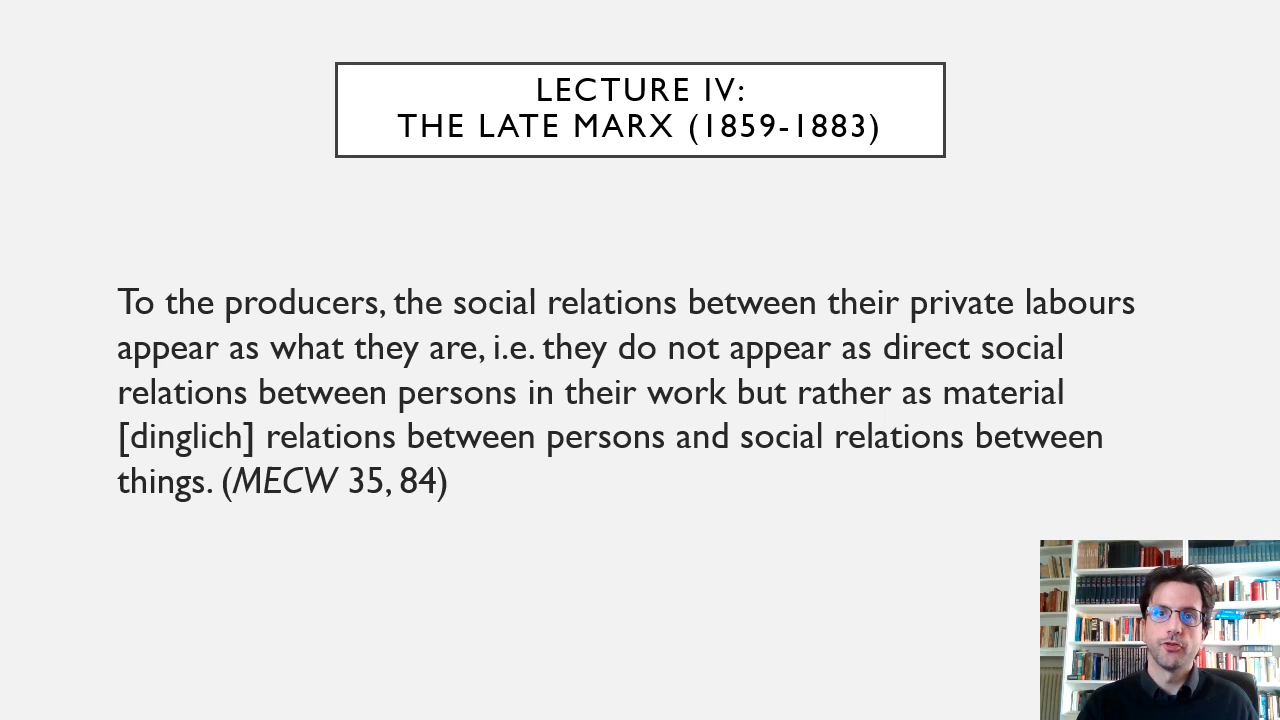 LECTURE IV:
THE LATE MARX (1859-1883)
To the producers, the social relations between their private labours
appear as what they are, i.e. they do not appear as direct social
relations between persons in their work but rather as material
[dinglich] relations between persons and social relations between
things. (MECW 35, 84)